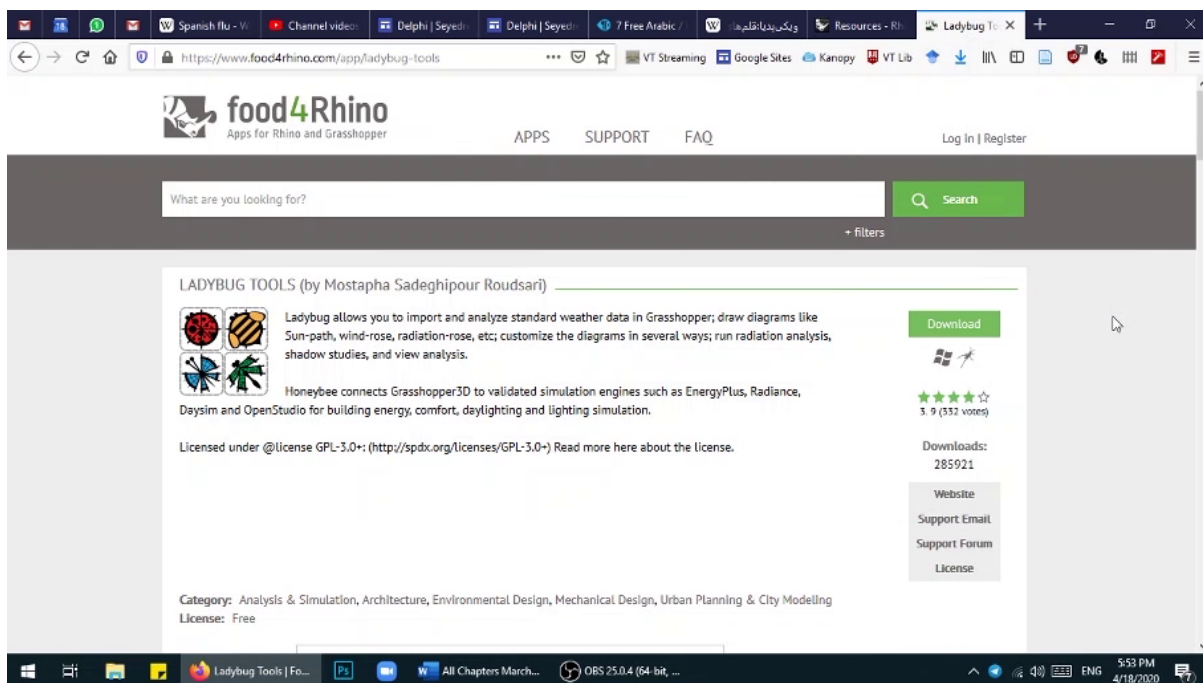 Spanish flu - W
Channel videos
Delphi | Seyedre
Delphi | Seyedre
7 Free Arabic /
ویکی‌پدیا:قلم‌های
Resources - Rh
Ladybug To
https://www.food4rhino.com/app/ladybug-tools
VT Streaming
Google Sites
Kanopy
VT Lib
7
food4Rhino
Apps for Rhino and Grasshopper
APPS SUPPORT FAQ
Log In | Register
What are you looking for?
Search
+ filters
LADYBUG TOOLS (by Mostapha Sadeghipour Roudsari)
Ladybug allows you to import and analyze standard weather data in Grasshopper; draw diagrams like
Sun-path, wind-rose, radiation-rose, etc; customize the diagrams in several ways; run radiation analysis,
shadow studies, and view analysis.
Honeybee connects Grasshopper3D to validated simulation engines such as EnergyPlus, Radiance,
Daysim and OpenStudio for building energy, comfort, daylighting and lighting simulation.
Licensed under @license GPL-3.0+: (http://spdx.org/licenses/GPL-3.0+) Read more here about the license.
Download
3. 9 (332 votes)
Downloads:
285921
Website
Support Email
Support Forum
License
Category: Analysis & Simulation, Architecture, Environmental Design, Mechanical Design, Urban Planning & City Modeling
License: Free
Ladybug Tools | Fo...
Ps
All Chapters March...
OBS 25.0.4 (64-bit, ...
ENG
5:53 PM
4/18/2020